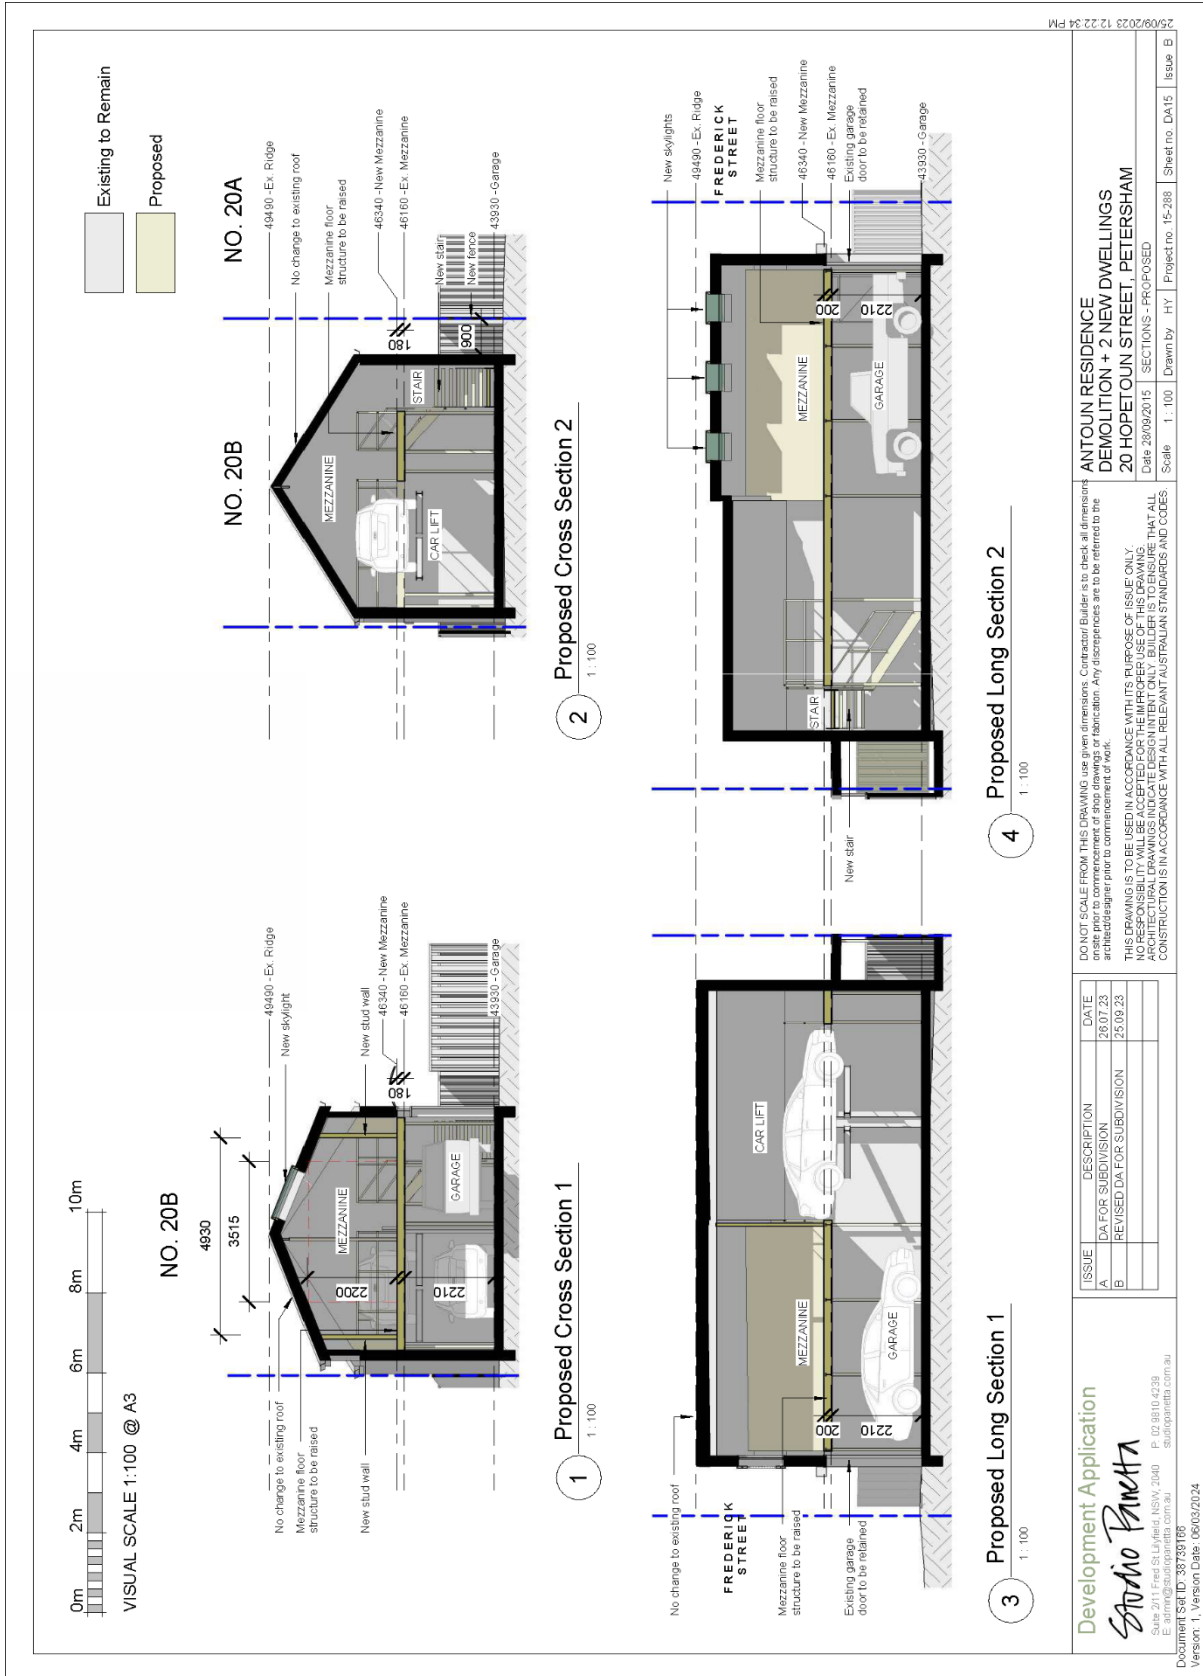 0m 2m 4m 6m 8m 10m
VISUAL SCALE 1:100 @ A3
Existing to Remain
Proposed
NO. 20B
4930
3515
49490 - Ex. Ridge
New skylight
No change to existing roof
Mezzanine floor
structure to be raised
New stud wall
New stud wall
46340 - New Mezzanine
46160 - Ex. Mezzanine
180
43930 - Garage
MEZZANINE
2200
GARAGE
2210
1
Proposed Cross Section 1
1 : 100
NO. 20B
NO. 20A
49490 - Ex. Ridge
No change to existing roof
Mezzanine floor
structure to be raised
46340 - New Mezzanine
46160 - Ex. Mezzanine
180
New stair
New fence
900
43930 - Garage
MEZZANINE
CAR LIFT
STAIR
2
Proposed Cross Section 2
1 : 100
No change to existing roof
FREDERICK
STREET
Mezzanine floor
structure to be raised
Existing garage
door to be retained
MEZZANINE
CAR LIFT
GARAGE
200
2210
3
Proposed Long Section 1
1 : 100
New skylights
49490 - Ex. Ridge
FREDERICK
STREET
Mezzanine floor
structure to be raised
46340 - New Mezzanine
46160 - Ex. Mezzanine
Existing garage
door to be retained
43930 - Garage
MEZZANINE
GARAGE
200
2210
STAIR
New stair
4
Proposed Long Section 2
1 : 100
Development Application
Studio Panetta
Suite 2/11 Fred St Lilyfield, NSW, 2040 P: 02 9810 4239
E: admin@studiopanetta.com.au studiopanetta.com.au
ISSUE DESCRIPTION DATE
A DA FOR SUBDIVISION 26.07.23
B REVISED DA FOR SUBDIVISION 25.09.23
DO NOT SCALE FROM THIS DRAWING use given dimensions. Contractor/ Builder is to check all dimensions
onsite prior to commencement of shop drawings or fabrication. Any discrepencies are to be referred to the
architect/designer prior to commencement of work.
THIS DRAWING IS TO BE USED IN ACCORDANCE WITH ITS 'PURPOSE OF ISSUE' ONLY.
NO RESPONSIBILITY WILL BE ACCEPTED FOR THE IMPROPER USE OF THIS DRAWING.
ARCHITECTURAL DRAWINGS INDICATE DESIGN INTENT ONLY. BUILDER IS TO ENSURE THAT ALL
CONSTRUCTION IS IN ACCORDANCE WITH ALL RELEVANT AUSTRALIAN STANDARDS AND CODES.
ANTOUN RESIDENCE
DEMOLITION + 2 NEW DWELLINGS
20 HOPETOUN STREET, PETERSHAM
Date 28/09/2015 SECTIONS - PROPOSED
Scale 1 : 100 Drawn by HY Project no. 15-288 Sheet no. DA15 Issue B
25/09/2023 12:22:34 PM
Document Set ID: 38739166
Version: 1, Version Date: 06/03/2024